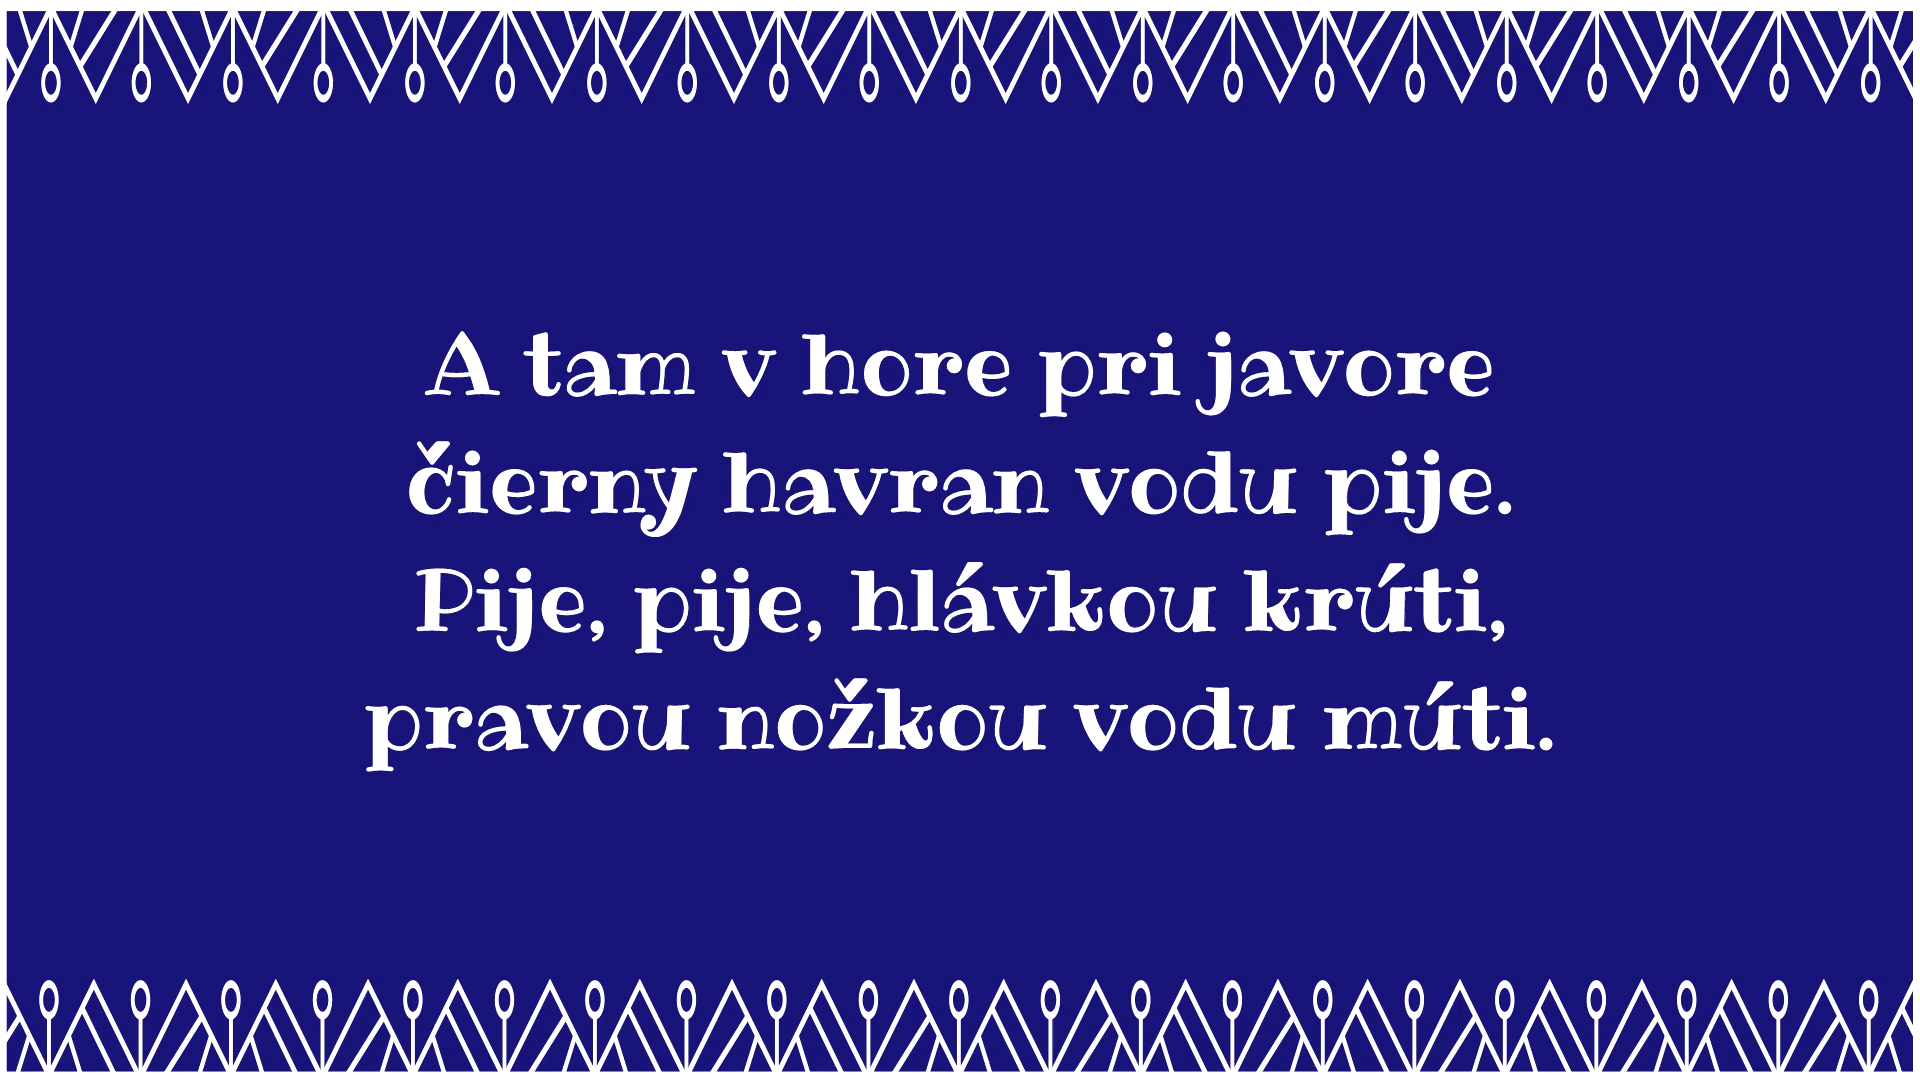 A tam v hore pri javore
čierny havran vodu pije.
Pije, pije, hlávkou krúti,
pravou nožkou vodu múti.